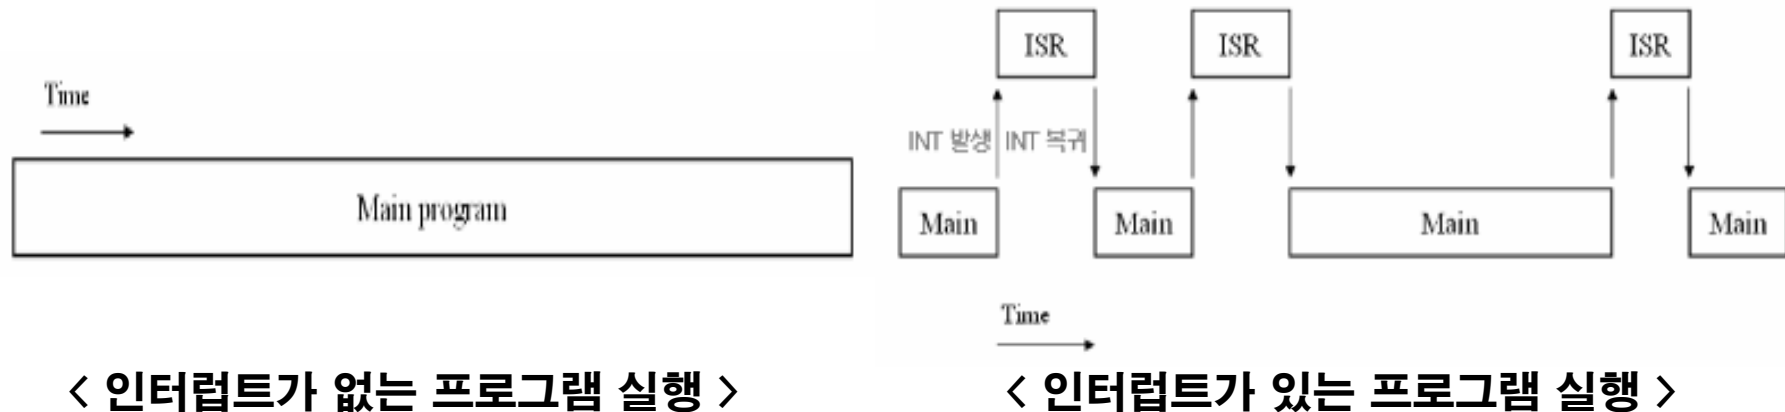 Time
Main program
< 인터럽트가 없는 프로그램 실행 >
ISR
ISR
ISR
INT 발생
INT 복귀
Main
Main
Main
Main
Time
< 인터럽트가 있는 프로그램 실행 >